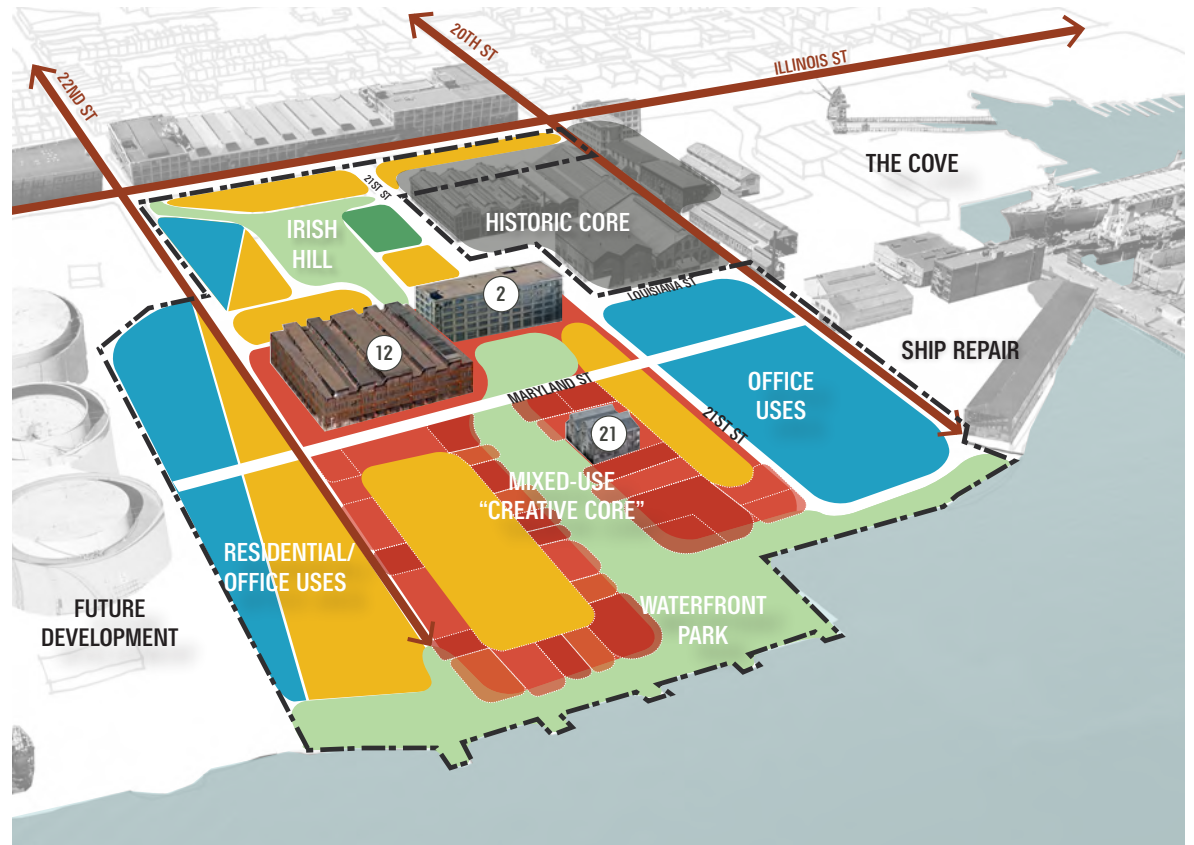 20TH ST
ILLINOIS ST
22ND ST
THE COVE
21ST ST
HISTORIC CORE
IRISH
HILL
2
LOUISIANA ST
12
SHIP REPAIR
OFFICE
USES
MARYLAND ST
21ST ST
21
MIXED-USE
“CREATIVE CORE”
RESIDENTIAL/
OFFICE USES
WATERFRONT
PARK
FUTURE
DEVELOPMENT